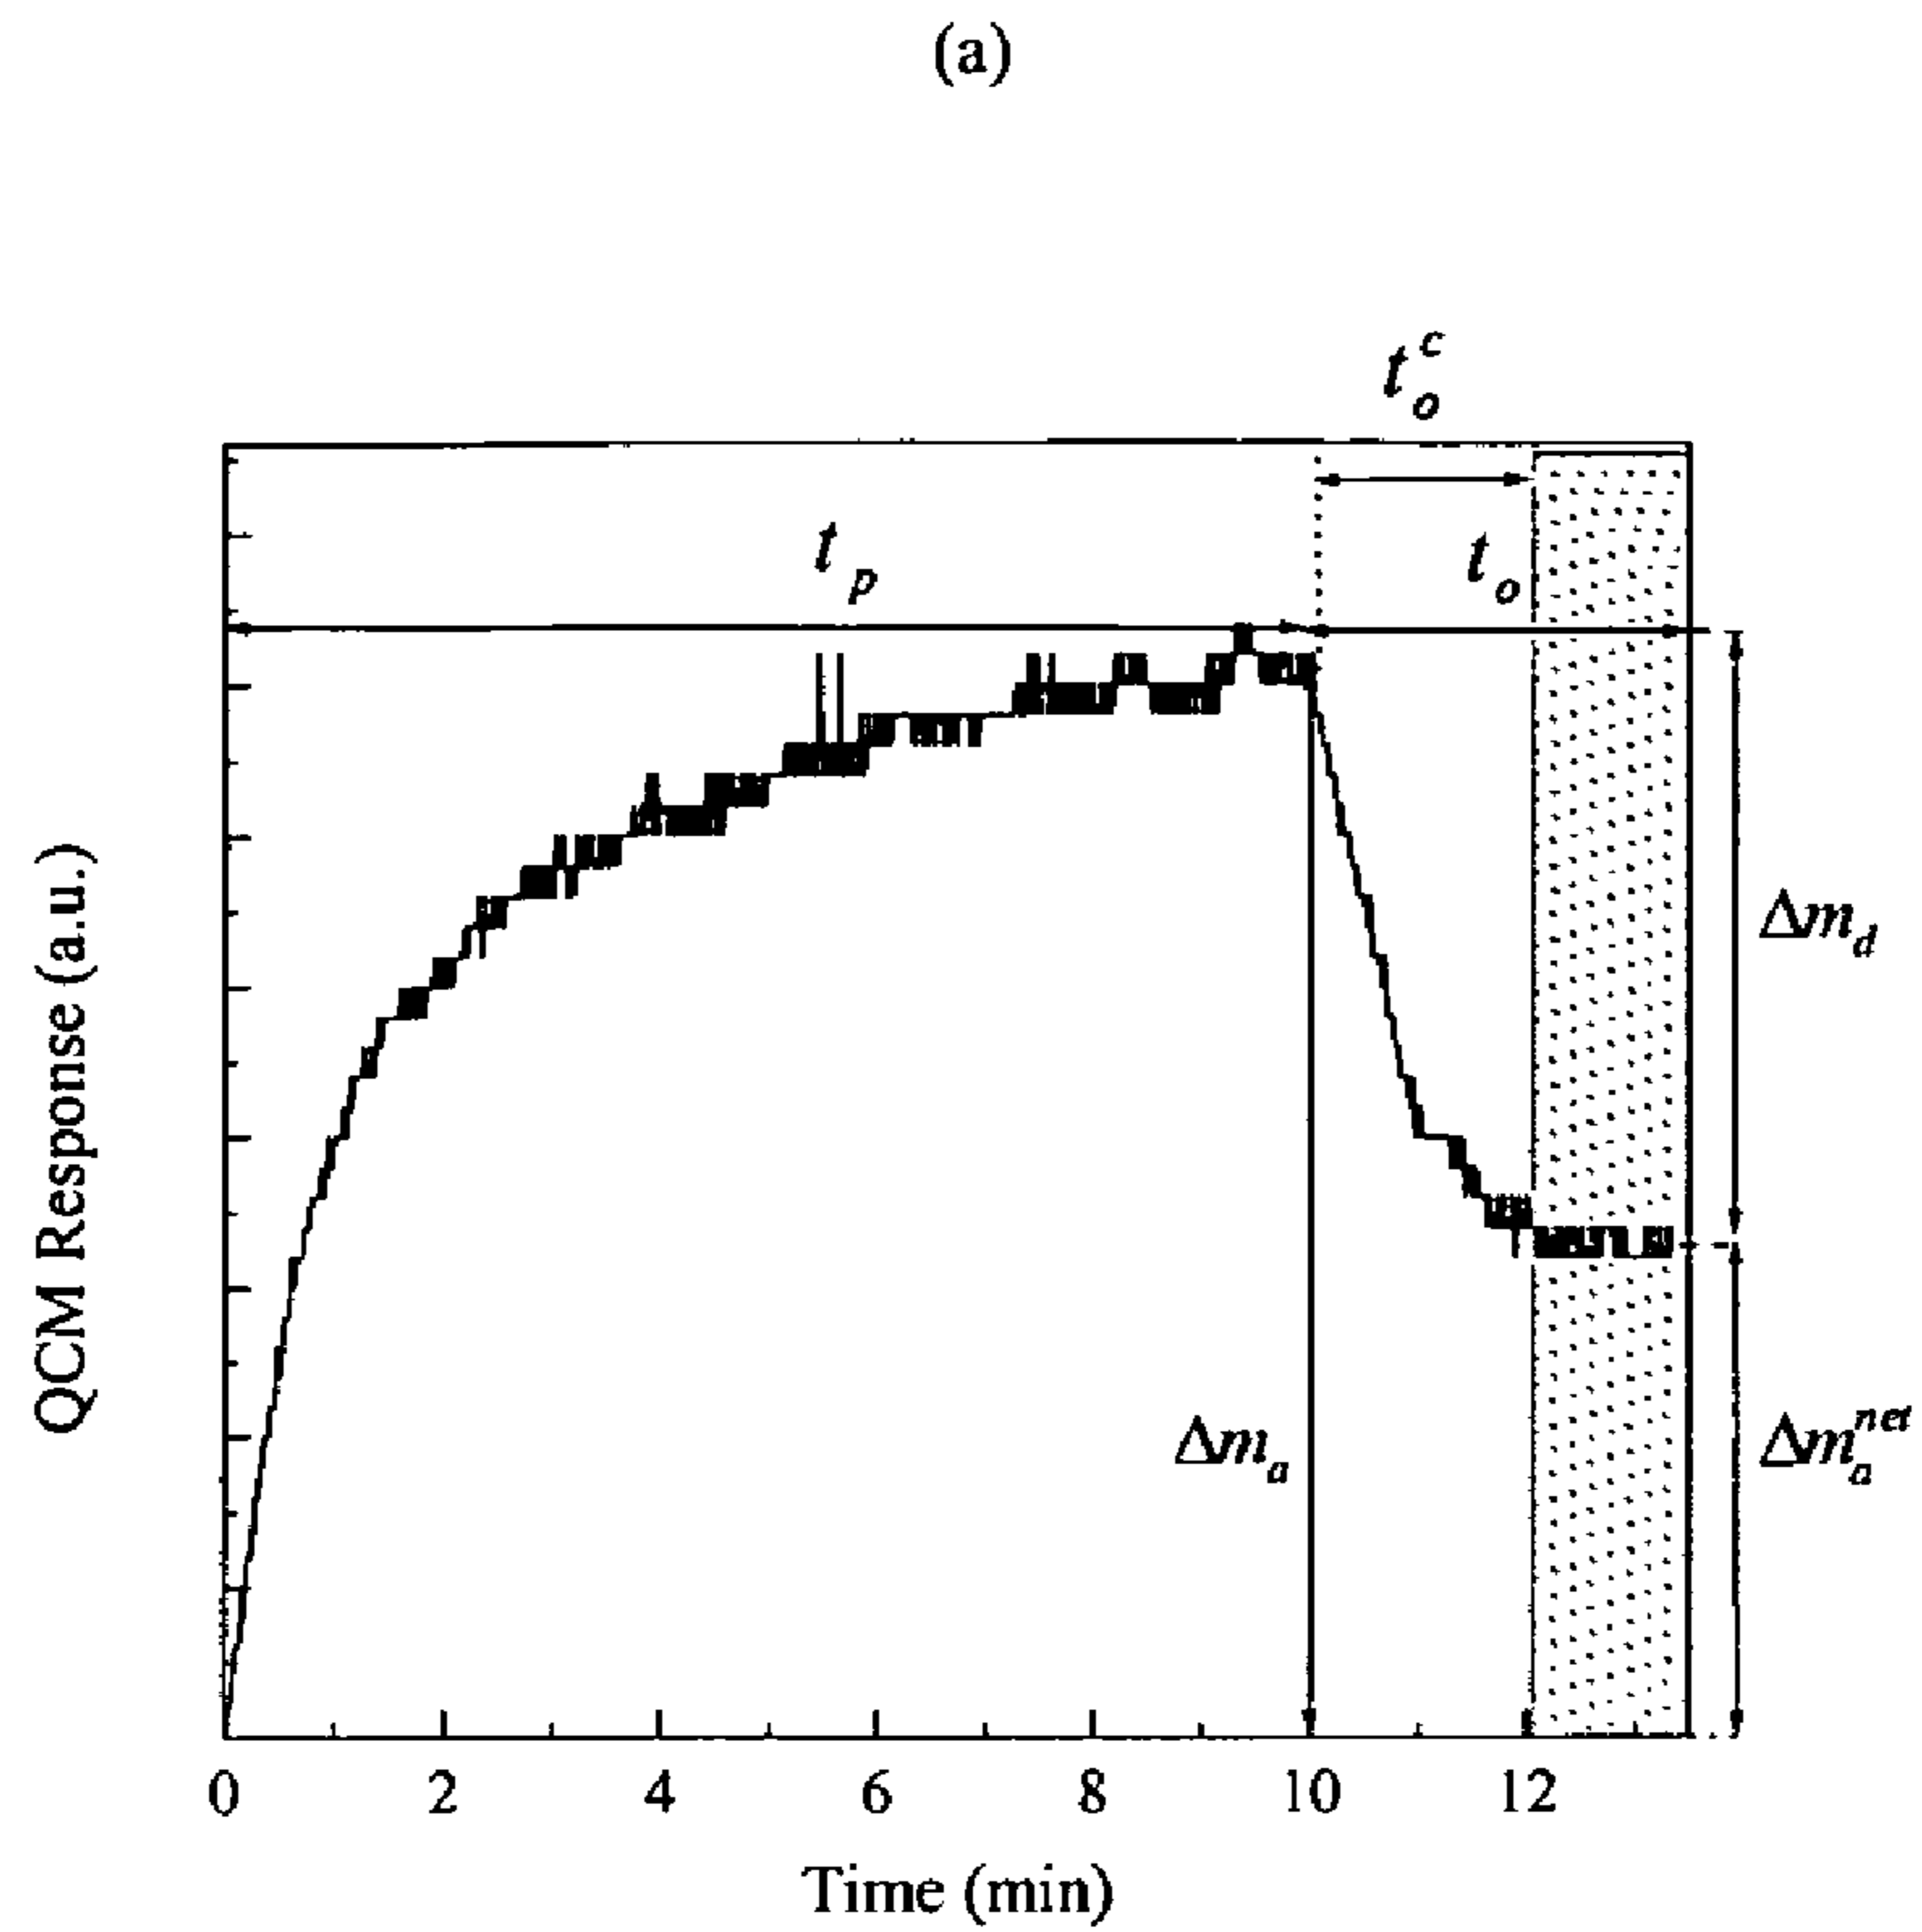 (a)
t_o^c
t_p
t_o
QCM Response (a.u.)
Δm_d
Δm_a
Δm_a^net
0 2 4 6 8 10 12
Time (min)